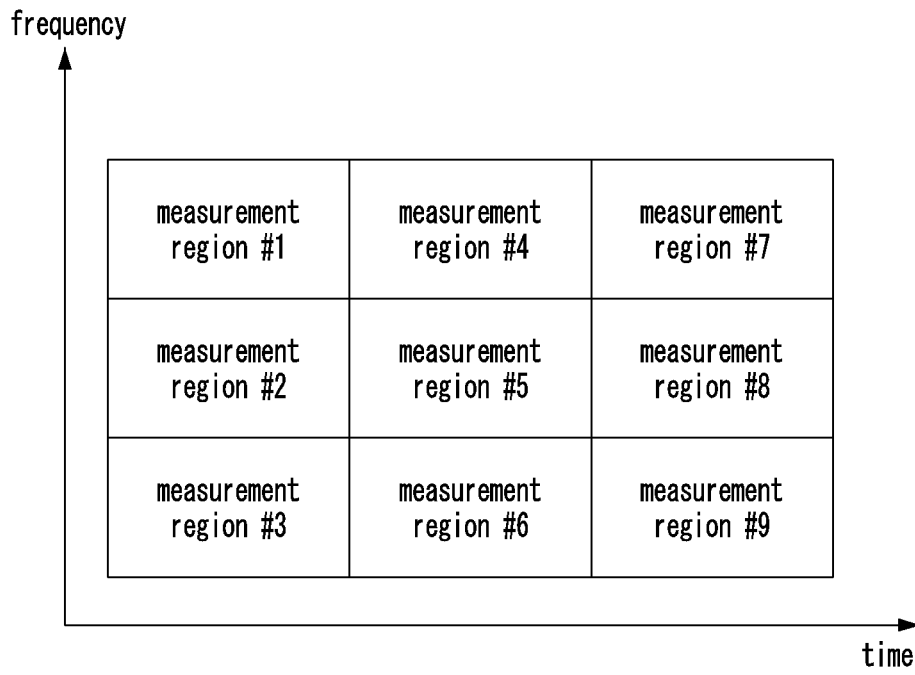 frequency
measurement
region #1
measurement
region #4
measurement
region #7
measurement
region #2
measurement
region #5
measurement
region #8
measurement
region #3
measurement
region #6
measurement
region #9
time